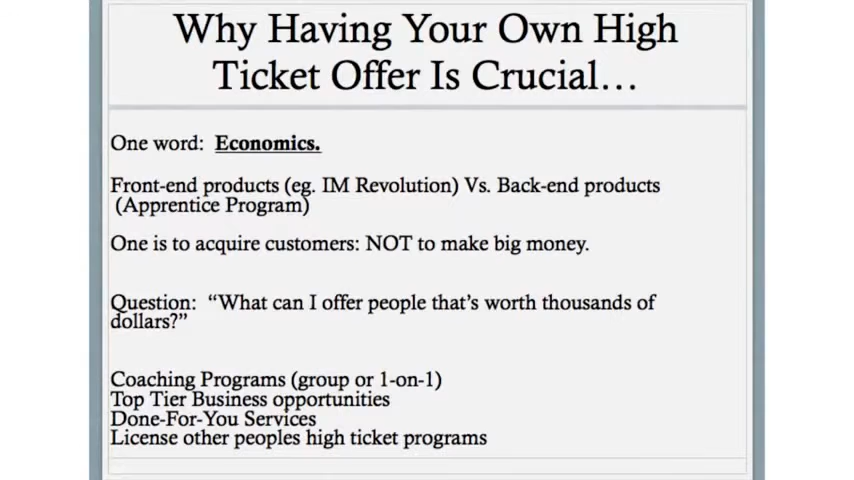 Why Having Your Own High
Ticket Offer Is Crucial…
One word:  Economics.
Front-end products (eg. IM Revolution) Vs. Back-end products
(Apprentice Program)
One is to acquire customers: NOT to make big money.
Question:  “What can I offer people that’s worth thousands of
dollars?”
Coaching Programs (group or 1-on-1)
Top Tier Business opportunities
Done-For-You Services
License other peoples high ticket programs